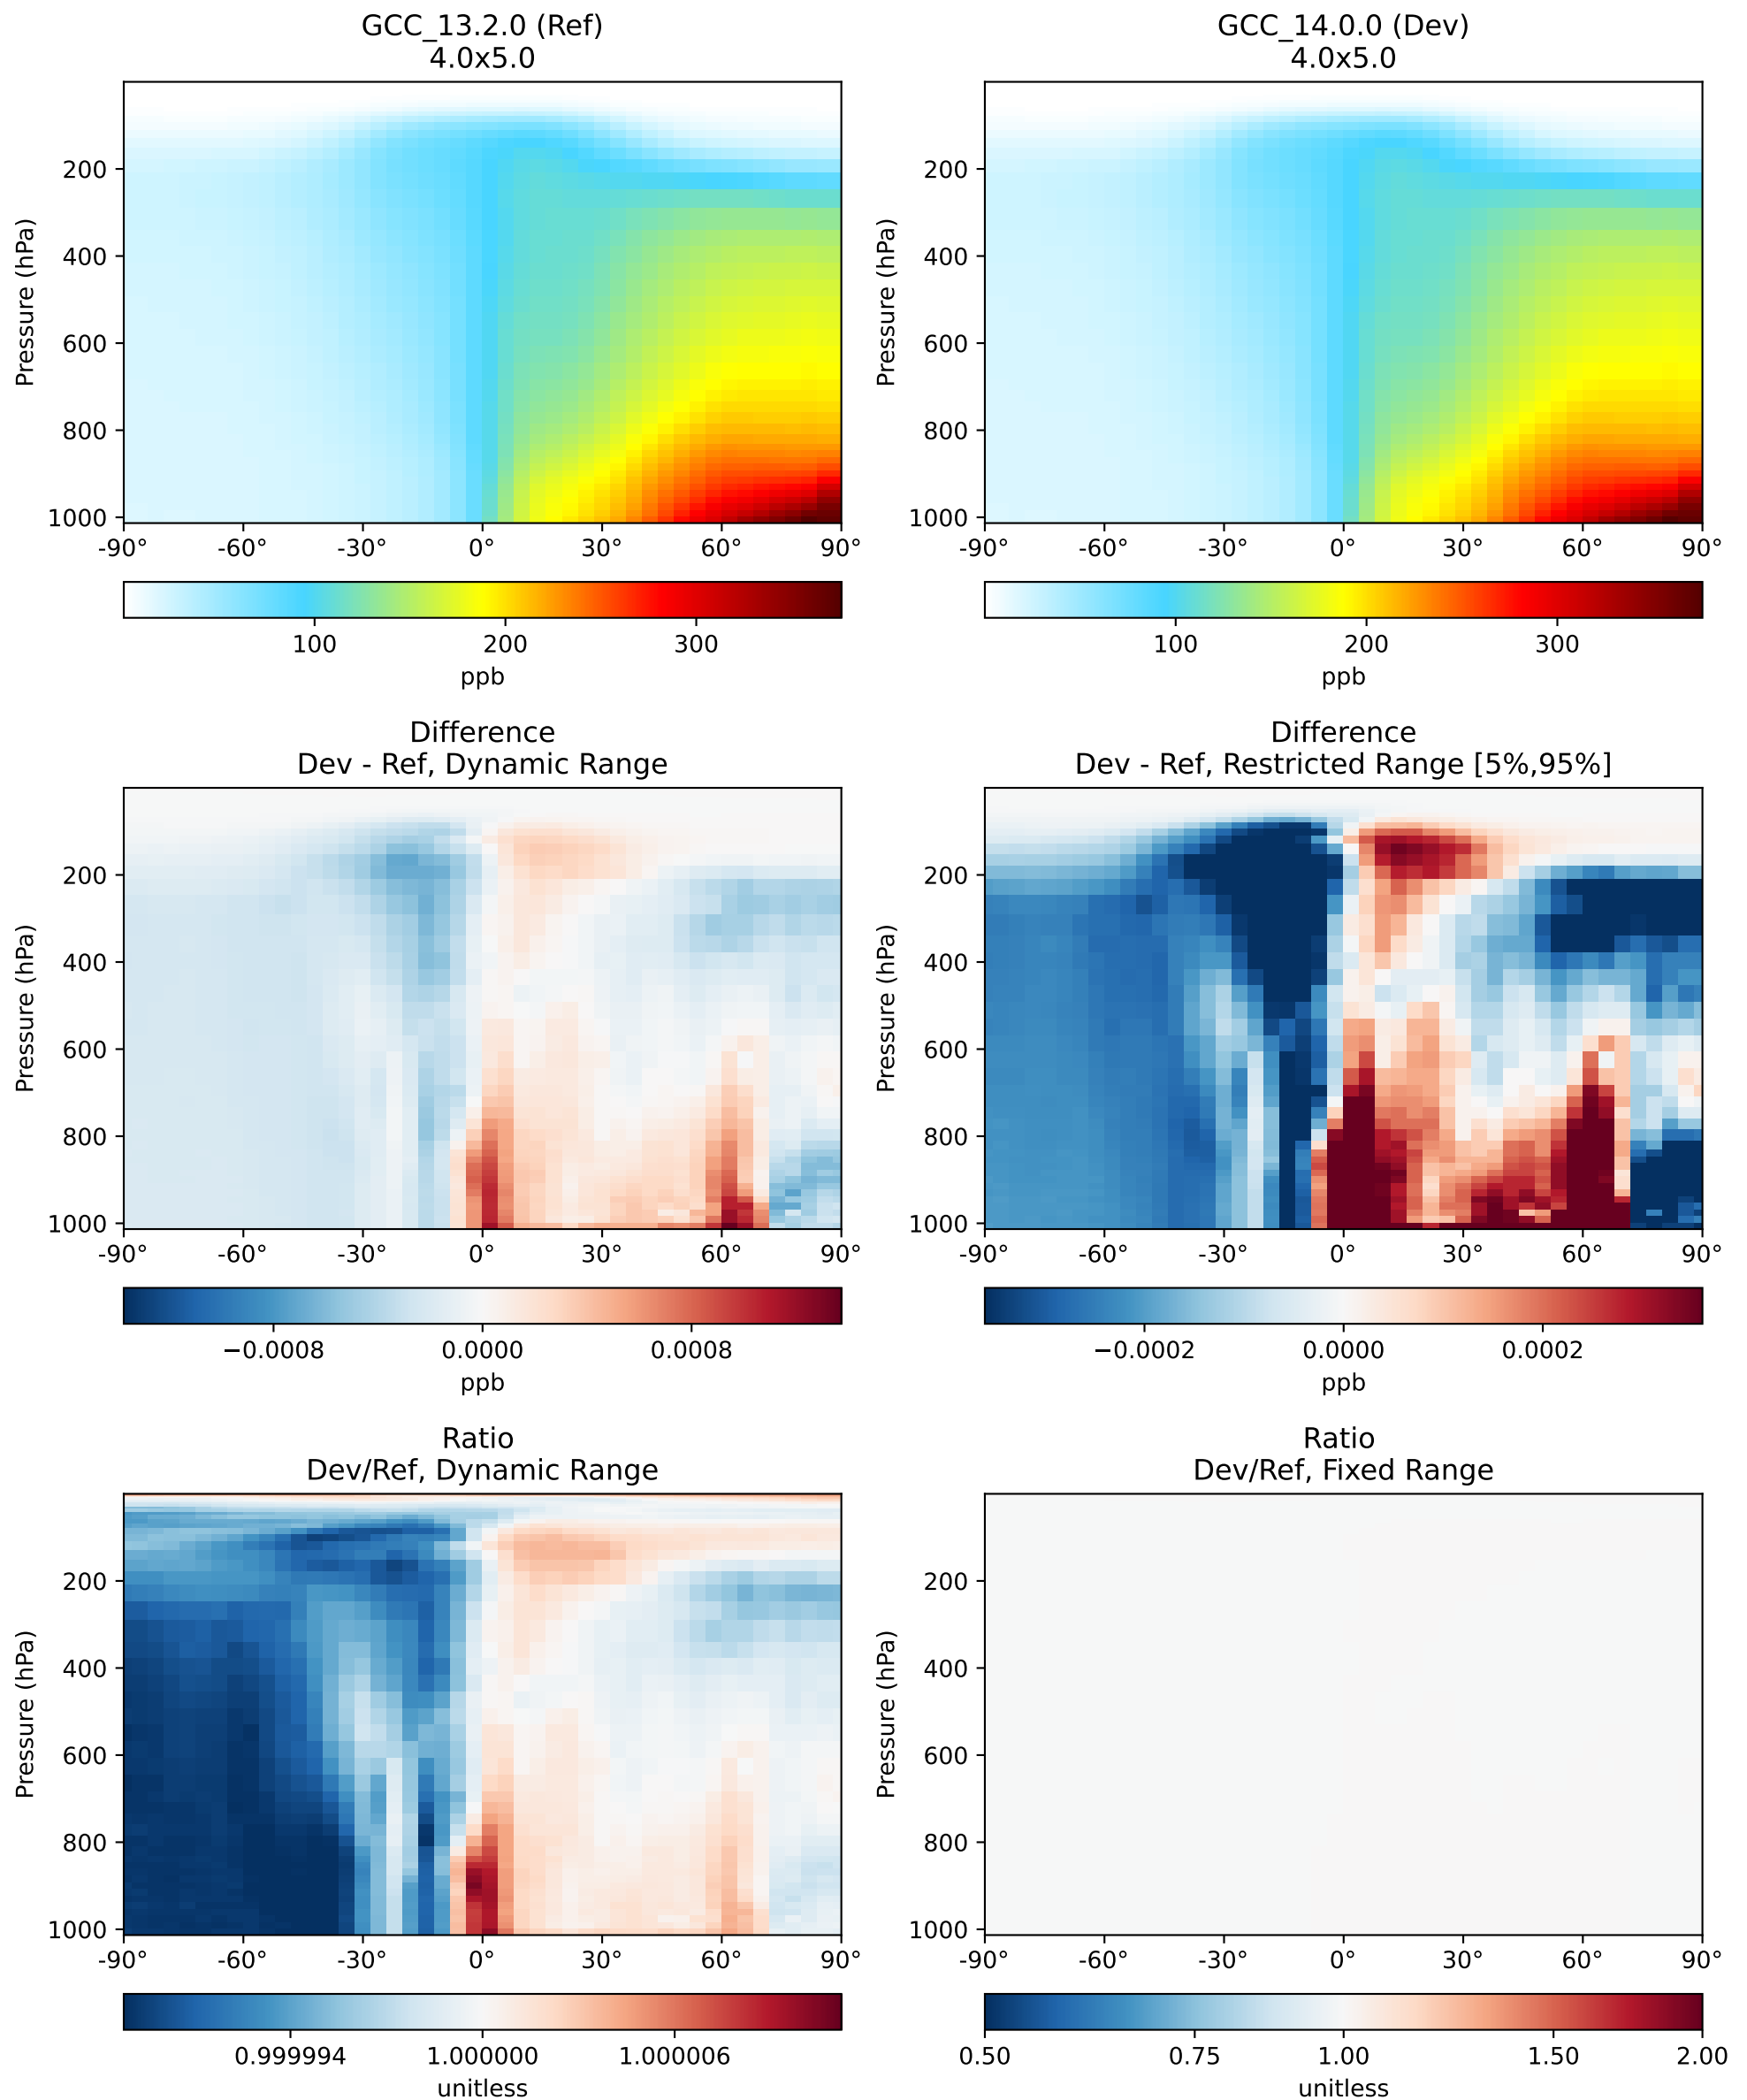 GCC_13.2.0 (Ref)
4.0x5.0
Pressure (hPa)
200
400
600
800
1000
-90° -60° -30° 0° 30° 60° 90°
100 200 300
ppb
GCC_14.0.0 (Dev)
4.0x5.0
Pressure (hPa)
200
400
600
800
1000
-90° -60° -30° 0° 30° 60° 90°
100 200 300
ppb
Difference
Dev - Ref, Dynamic Range
Pressure (hPa)
200
400
600
800
1000
-90° -60° -30° 0° 30° 60° 90°
−0.0008 0.0000 0.0008
ppb
Difference
Dev - Ref, Restricted Range [5%,95%]
Pressure (hPa)
200
400
600
800
1000
-90° -60° -30° 0° 30° 60° 90°
−0.0002 0.0000 0.0002
ppb
Ratio
Dev/Ref, Dynamic Range
Pressure (hPa)
200
400
600
800
1000
-90° -60° -30° 0° 30° 60° 90°
0.999994 1.000000 1.000006
unitless
Ratio
Dev/Ref, Fixed Range
Pressure (hPa)
200
400
600
800
1000
-90° -60° -30° 0° 30° 60° 90°
0.50 0.75 1.00 1.50 2.00
unitless